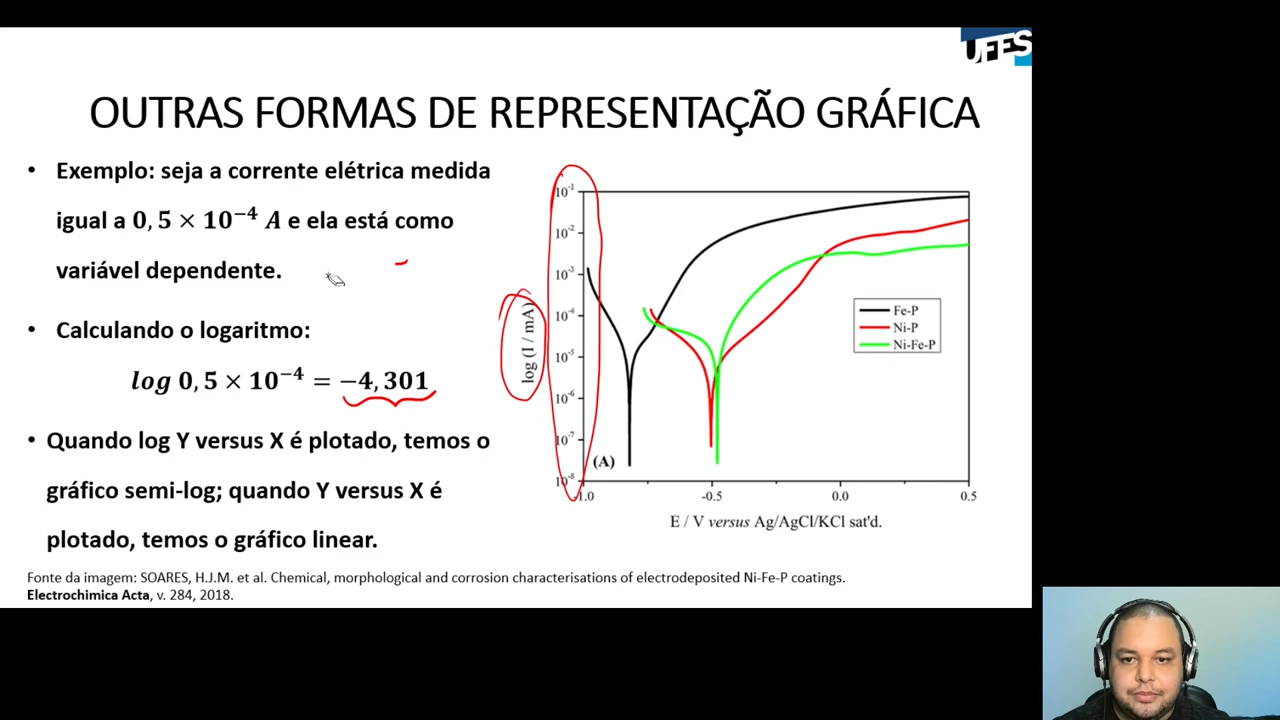 UFES
OUTRAS FORMAS DE REPRESENTAÇÃO GRÁFICA
• Exemplo: seja a corrente elétrica medida
igual a 0,5 × 10⁻⁴ A e ela está como
variável dependente.
• Calculando o logaritmo:
log 0,5 × 10⁻⁴ = −4,301
• Quando log Y versus X é plotado, temos o
gráfico semi-log; quando Y versus X é
plotado, temos o gráfico linear.
log (I / mA)
10⁻¹
10⁻²
10⁻³
10⁻⁴
10⁻⁵
10⁻⁶
10⁻⁷
10⁻⁸
Fe-P
Ni-P
Ni-Fe-P
(A)
-1.0 -0.5 0.0 0.5
E / V versus Ag/AgCl/KCl sat'd.
Fonte da imagem: SOARES, H.J.M. et al. Chemical, morphological and corrosion characterisations of electrodeposited Ni-Fe-P coatings.
Electrochimica Acta, v. 284, 2018.